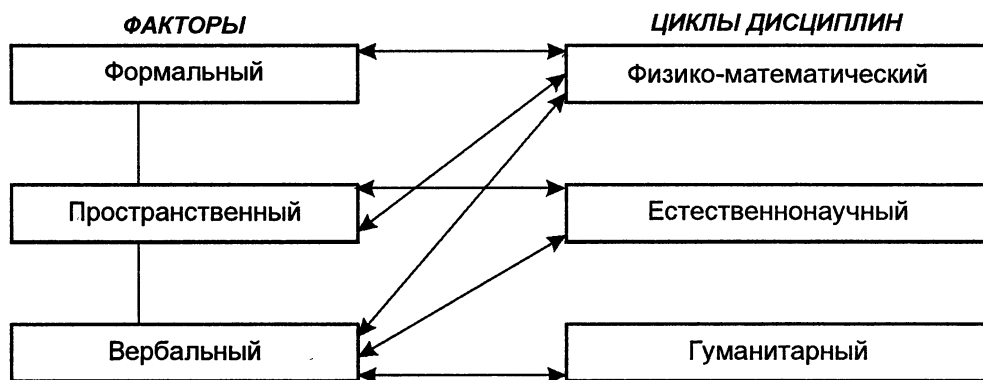 ФАКТОРЫ
ЦИКЛЫ ДИСЦИПЛИН
Формальный
Физико-математический
Пространственный
Естественнонаучный
Вербальный
Гуманитарный